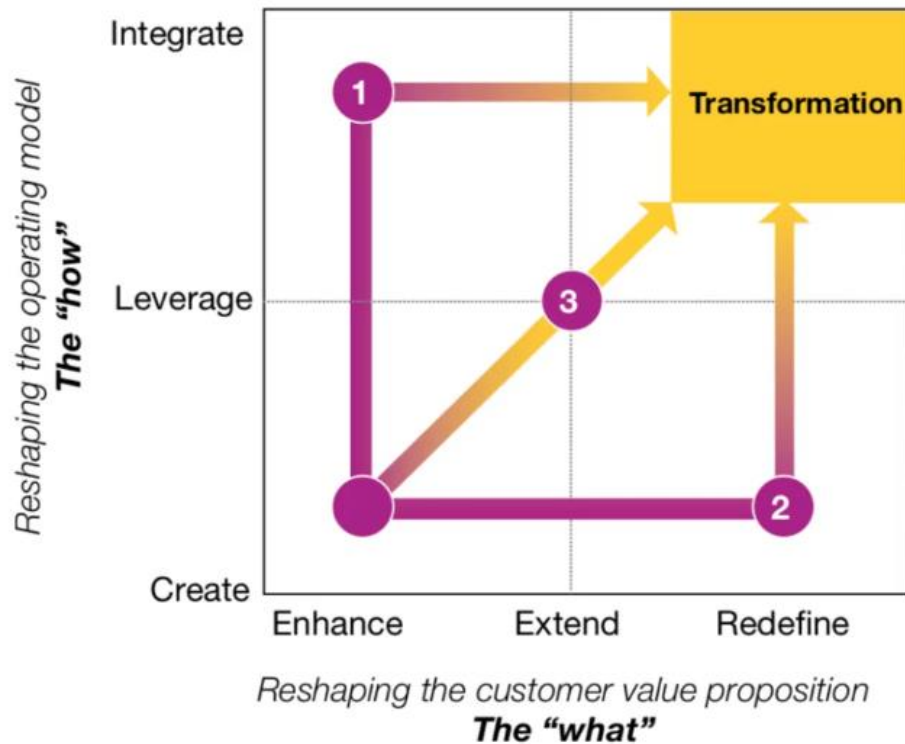 Integrate
1
Transformation
Reshaping the operating model
The “how”
Leverage
3
2
Create
Enhance
Extend
Redefine
Reshaping the customer value proposition
The “what”